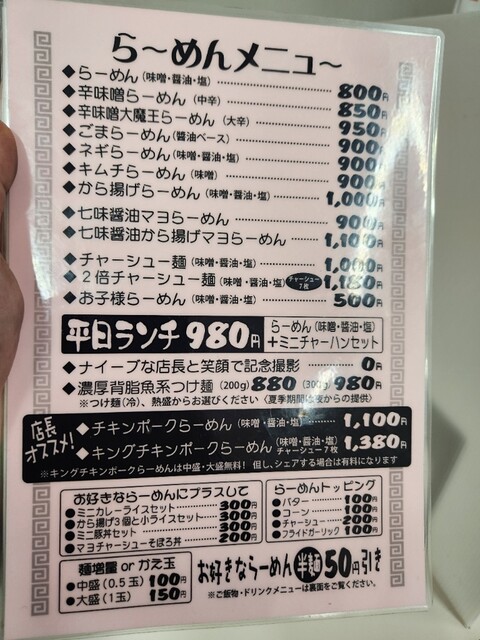 ら〜めんメニュ〜
◆らーめん(味噌・醤油・塩) 800円
◆辛味噌らーめん(中辛) 850円
◆辛味噌大魔王らーめん(大辛) 950円
◆ごまらーめん(醤油ベース) 900円
◆ネギらーめん(味噌・醤油・塩) 900円
◆キムチらーめん(味噌) 900円
◆から揚げらーめん(味噌・醤油・塩) 1,000円
◆七味醤油マヨらーめん 900円
◆七味醤油から揚げマヨらーめん 1,100円
◆チャーシュー麺(味噌・醤油・塩) 1,000円
◆2倍チャーシュー麺(味噌・醤油・塩) チャーシュー7枚 1,180円
◆お子様らーめん(味噌・醤油・塩) 500円
平日ランチ980円 らーめん(味噌・醤油・塩)+ミニチャーハンセット
◆ナイーブな店長と笑顔で記念撮影 0円
◆濃厚背脂魚系つけ麺(200g)880(300g)980円
※つけ麺(冷)、熱盛からお選びください(夏季期間は夜からの提供)
店長オススメ!
◆チキンポークらーめん(味噌・醤油・塩) 1,100円
◆キングチキンポークらーめん(味噌・醤油・塩)チャーシュー7枚 1,380円
※キングチキンポークらーめんは中盛・大盛無料! 但し、シェアする場合は有料になります
お好きならーめんにプラスして
●ミニカレーライスセット 300円
●から揚げ3個と小ライスセット 300円
●ミニ豚丼セット 300円
●マヨチャーシューそぼろ丼 200円
らーめんトッピング
●バター 100円
●コーン 100円
●チャーシュー 200円
●フライドガーリック 100円
麺増量 or かえ玉
●中盛(0.5玉) 100円
●大盛(1玉) 150円
お好きならーめん半麺50円引き
※ご飯物・ドリンクメニューは裏面をご覧ください。